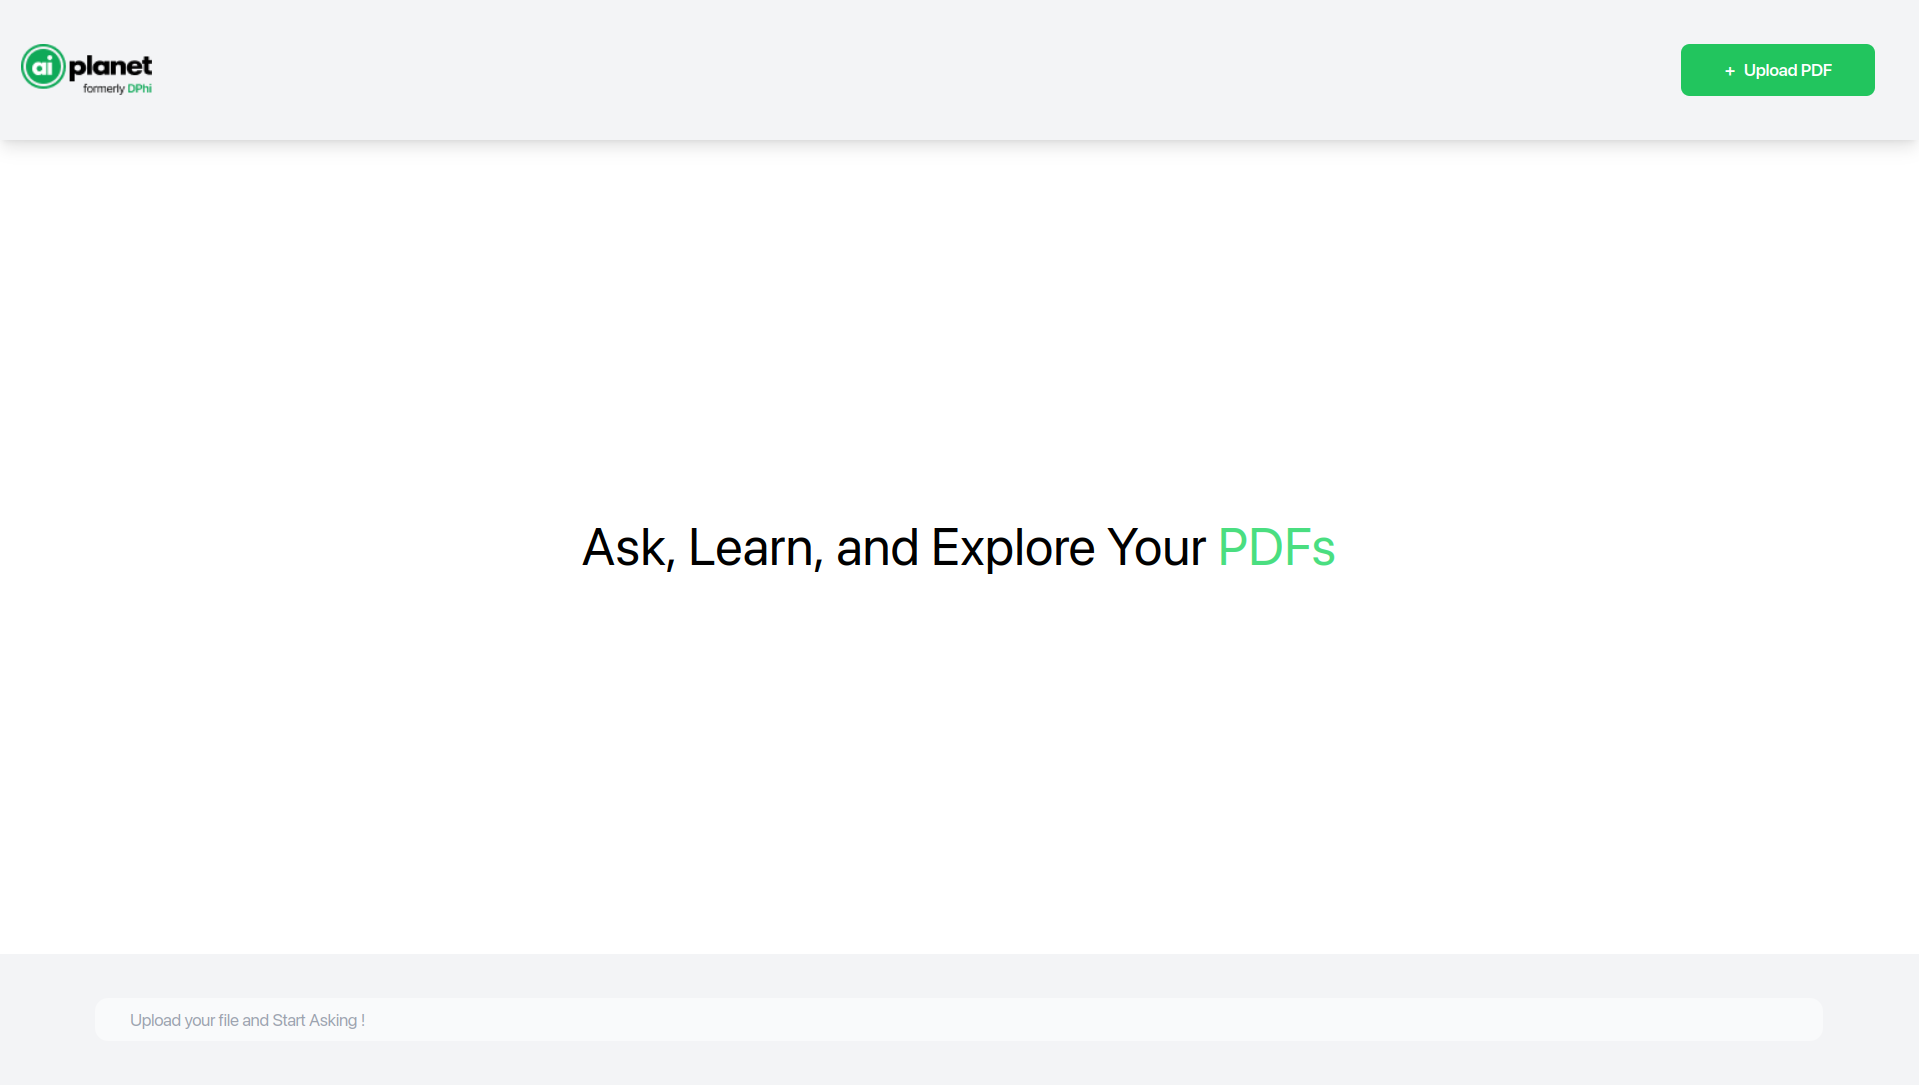 ai planet
formerly DPhi
+ Upload PDF
Ask, Learn, and Explore Your PDFs
Upload your file and Start Asking !